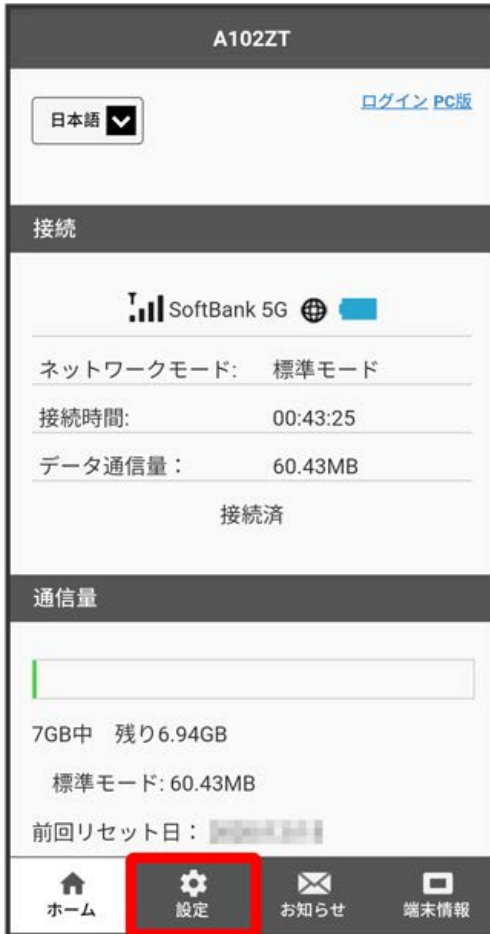 A102ZT
日本語
ログイン PC版
接続
SoftBank 5G
ネットワークモード: 標準モード
接続時間: 00:43:25
データ通信量： 60.43MB
接続済
通信量
7GB中 残り6.94GB
標準モード: 60.43MB
前回リセット日：
ホーム 設定 お知らせ 端末情報